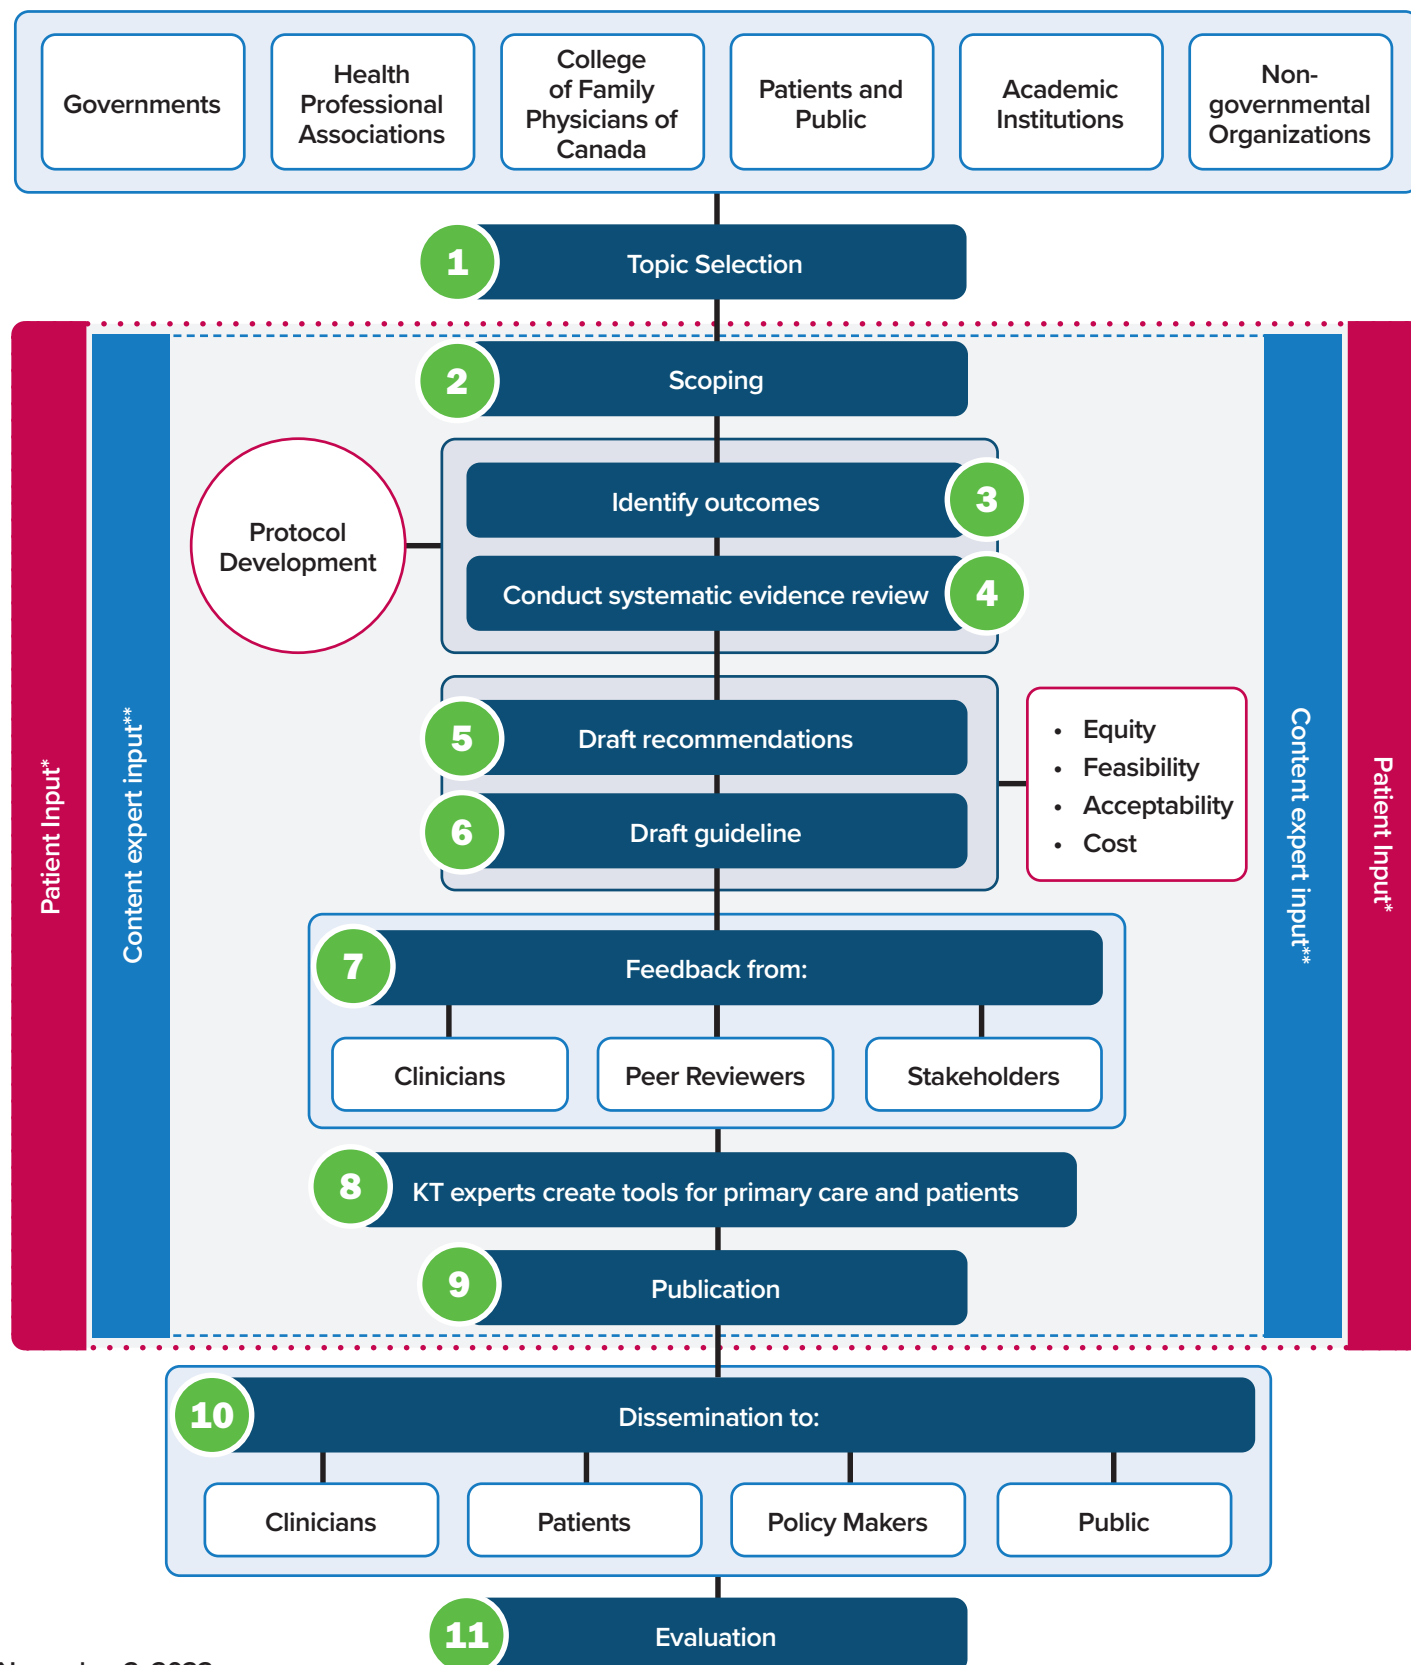 Governments
Health
Professional
Associations
College
of Family
Physicians of
Canada
Patients and
Public
Academic
Institutions
Non-
governmental
Organizations
1
Topic Selection
2
Scoping
Protocol
Development
Identify outcomes
3
Conduct systematic evidence review
4
5
Draft recommendations
6
Draft guideline
• Equity
• Feasibility
• Acceptability
• Cost
Patient Input*
Content expert input**
Content expert input**
Patient Input*
7
Feedback from:
Clinicians
Peer Reviewers
Stakeholders
8
KT experts create tools for primary care and patients
9
Publication
10
Dissemination to:
Clinicians
Patients
Policy Makers
Public
11
Evaluation